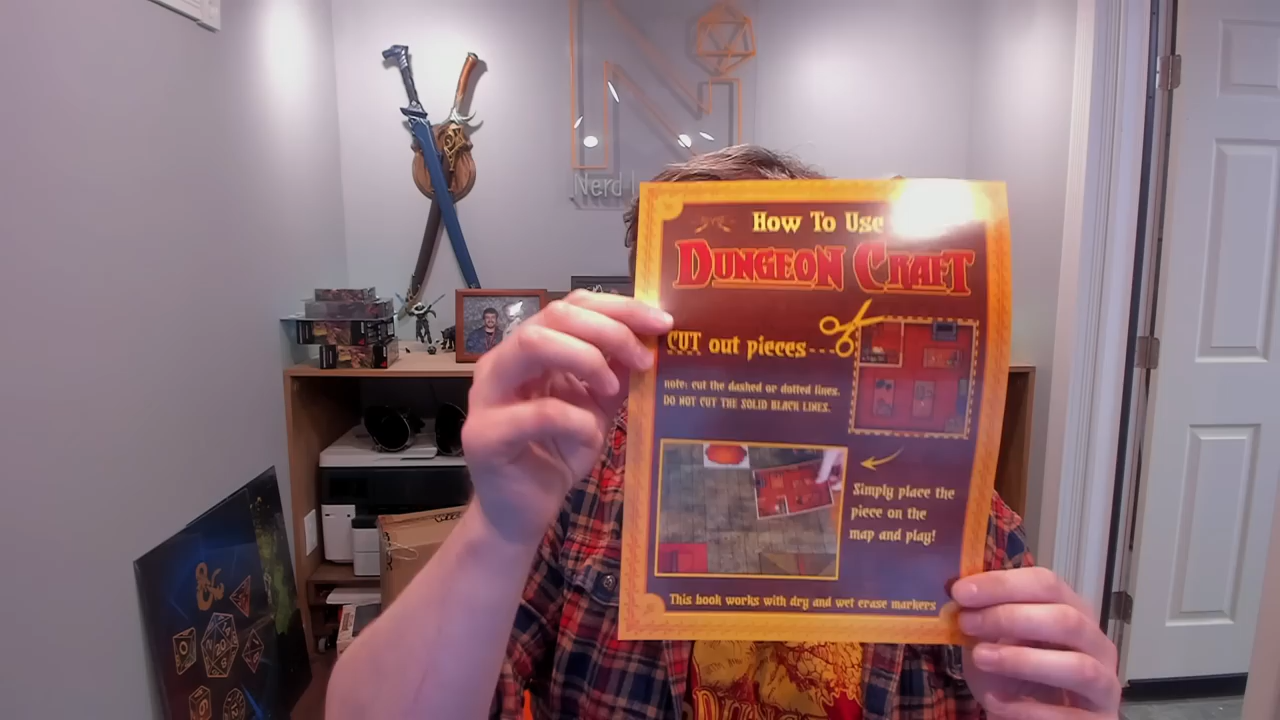 Nerd
How To Use
DUNGEON CRAFT
CUT out pieces
note: cut the dashed or dotted lines.
DO NOT CUT THE SOLID BLACK LINES.
Simply place the
piece on the
map and play!
This book works with dry and wet erase markers